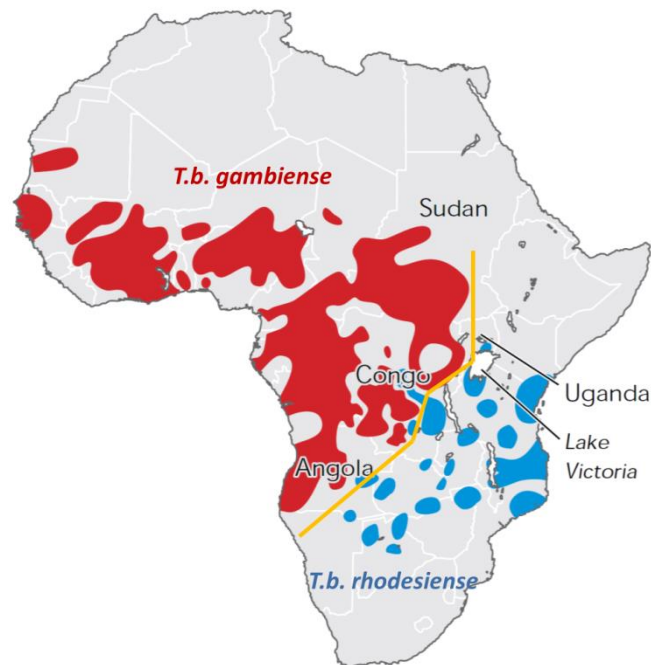 T.b. gambiense
Sudan
Congo
Uganda
Lake
Victoria
Angola
T.b. rhodesiense